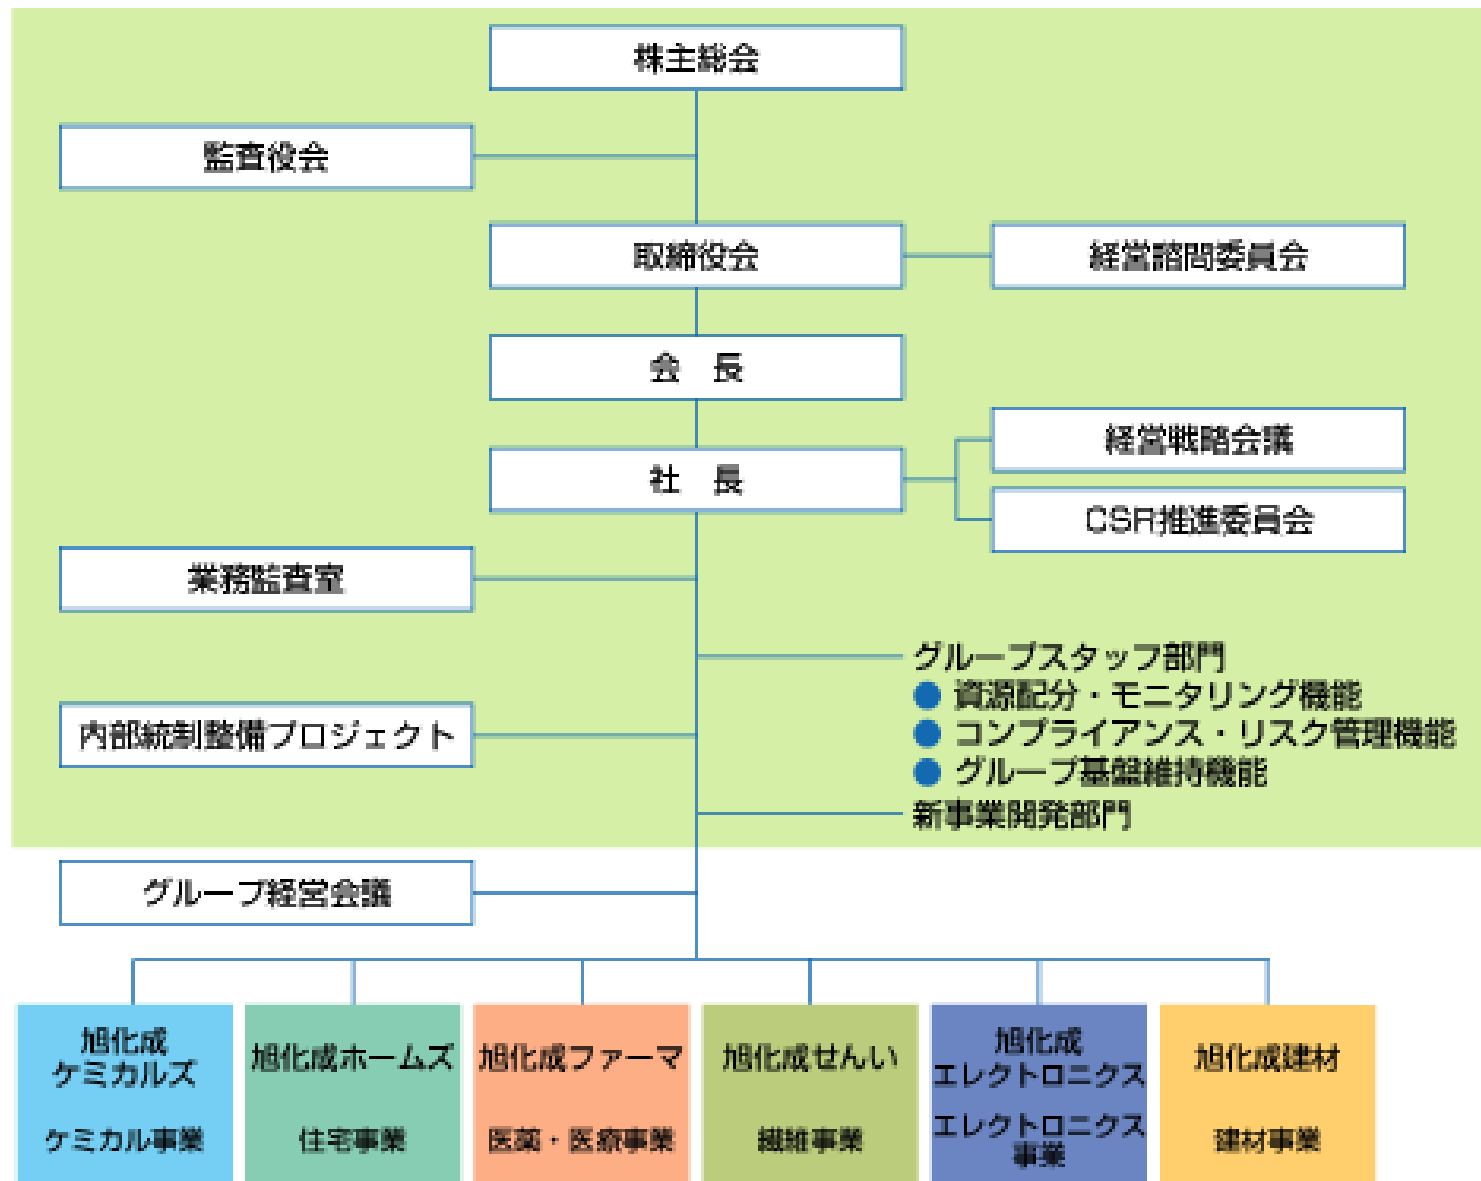 株主総会
監査役会
取締役会
経営諮問委員会
会　長
社　長
経営戦略会議
CSR推進委員会
業務監査室
グループスタッフ部門
● 資源配分・モニタリング機能
● コンプライアンス・リスク管理機能
● グループ基盤維持機能
内部統制整備プロジェクト
新事業開発部門
グループ経営会議
旭化成
ケミカルズ
ケミカル事業
旭化成ホームズ
住宅事業
旭化成ファーマ
医薬・医療事業
旭化成せんい
繊維事業
旭化成
エレクトロニクス
エレクトロニクス
事業
旭化成建材
建材事業